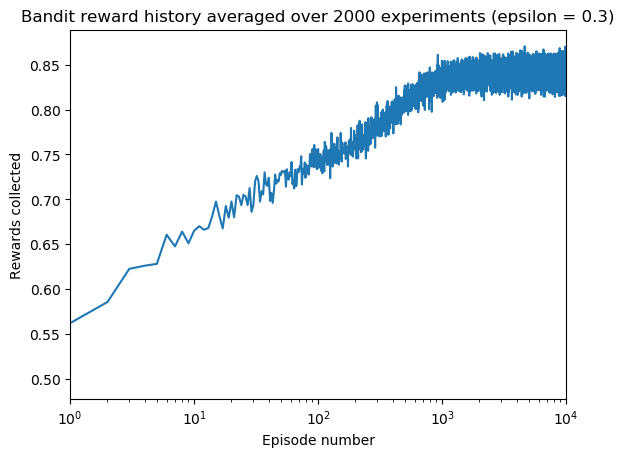 Bandit reward history averaged over 2000 experiments (epsilon = 0.3)
0.85
0.80
0.75
0.70
0.65
0.60
0.55
0.50
Rewards collected
10⁰ 10¹ 10² 10³ 10⁴
Episode number